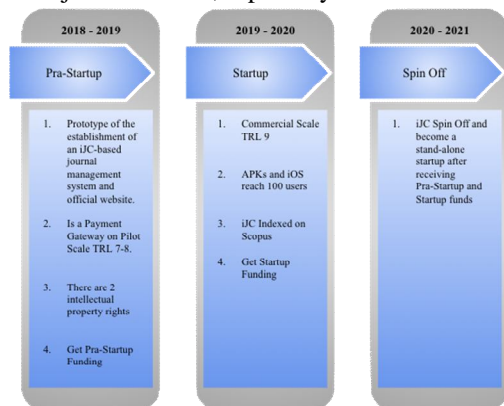 2018 - 2019
Pra-Startup
1. Prototype of the
establishment of
an iJC-based
journal
management
system and
official website.
2. Is a Payment
Gateway on Pilot
Scale TRL 7-8.
3. There are 2
intellectual
property rights
4. Get Pra-Startup
Funding
2019 - 2020
Startup
1. Commercial Scale
TRL 9
2. APKs and iOS
reach 100 users
3. iJC Indexed on
Scopus
4. Get Startup
Funding
2020 - 2021
Spin Off
1. iJC Spin Off and
become a
stand-alone
startup after
receiving
Pra-Startup and
Startup funds